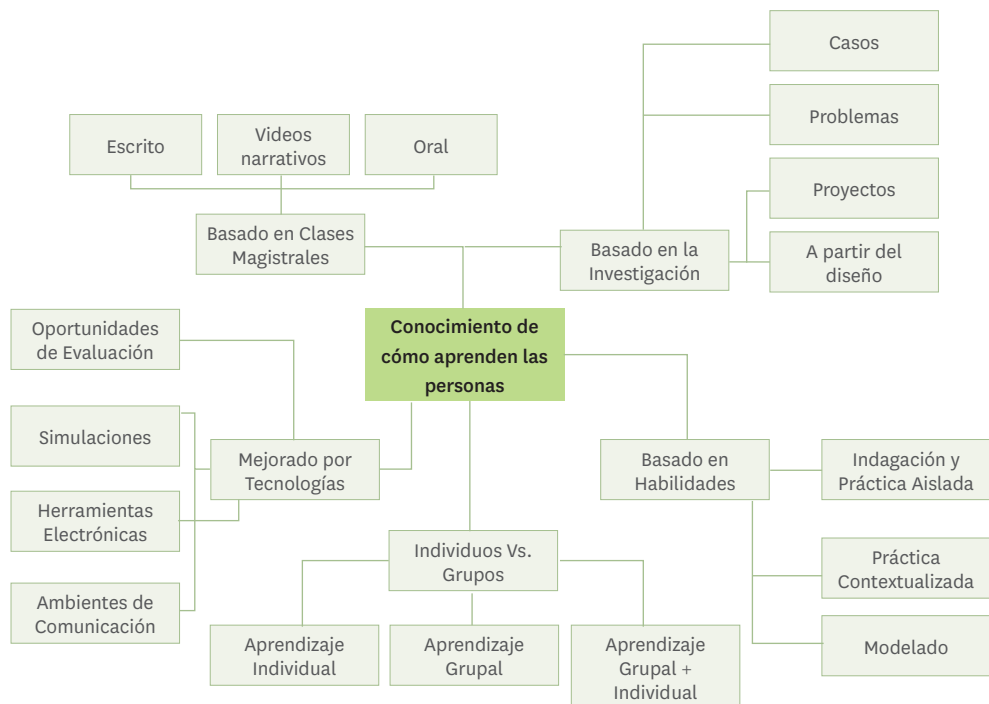 Casos
Problemas
Proyectos
A partir del
diseño
Escrito
Videos
narrativos
Oral
Basado en Clases
Magistrales
Basado en la
Investigación
Conocimiento de
cómo aprenden las
personas
Oportunidades
de Evaluación
Simulaciones
Herramientas
Electrónicas
Ambientes de
Comunicación
Mejorado por
Tecnologías
Individuos Vs.
Grupos
Aprendizaje
Individual
Aprendizaje
Grupal
Aprendizaje
Grupal +
Individual
Basado en
Habilidades
Indagación y
Práctica Aislada
Práctica
Contextualizada
Modelado